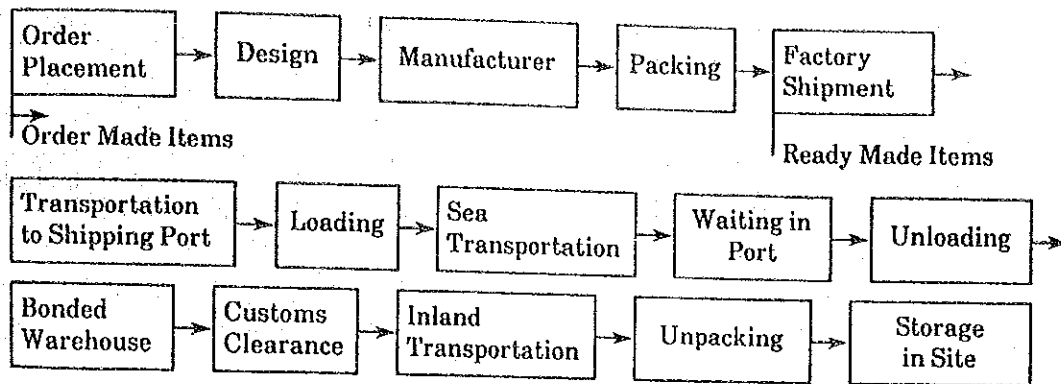 Order
Placement
Design
Manufacturer
Packing
Factory
Shipment
Order Made Items
Ready Made Items
Transportation
to Shipping Port
Loading
Sea
Transportation
Waiting in
Port
Unloading
Bonded
Warehouse
Customs
Clearance
Inland
Transportation
Unpacking
Storage
in Site